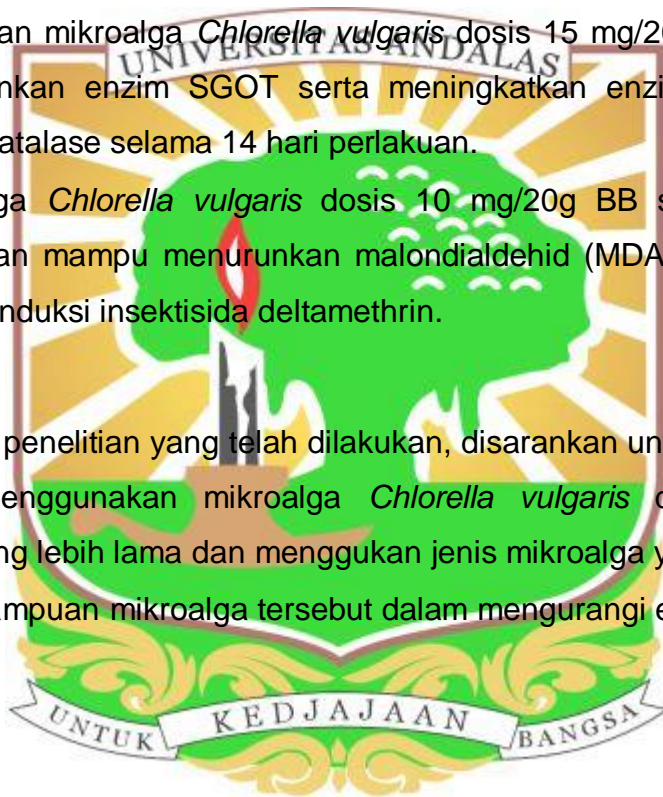 an mikroalga Chlorella vulgaris dosis 15 mg/20
UNIVERSITAS ANDALAS
nkan enzim SGOT serta meningkatkan enzi
atalase selama 14 hari perlakuan.
ga Chlorella vulgaris dosis 10 mg/20g BB s
an mampu menurunkan malondialdehid (MDA
nduksi insektisida deltamethrin.
penelitian yang telah dilakukan, disarankan un
enggunakan mikroalga Chlorella vulgaris
ng lebih lama dan menggukan jenis mikroalga y
ampuan mikroalga tersebut dalam mengurangi e
UNTUK KEDJAJAAN BANGSA